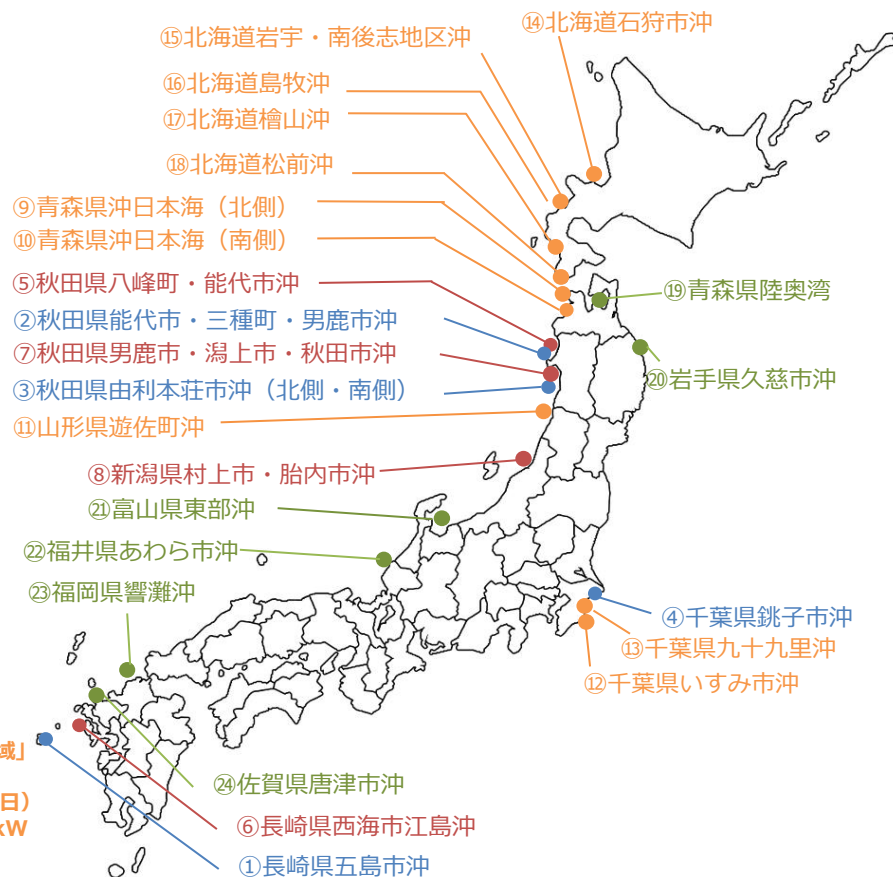 ⑭北海道石狩市沖
⑮北海道岩宇・南後志地区沖
⑯北海道島牧沖
⑰北海道檜山沖
⑱北海道松前沖
⑨青森県沖日本海（北側）
⑩青森県沖日本海（南側）
⑤秋田県八峰町・能代市沖
⑲青森県陸奥湾
②秋田県能代市・三種町・男鹿市沖
⑦秋田県男鹿市・潟上市・秋田市沖
⑳岩手県久慈市沖
③秋田県由利本荘市沖（北側・南側）
⑪山形県遊佐町沖
⑧新潟県村上市・胎内市沖
㉑富山県東部沖
㉒福井県あわら市沖
㉓福岡県響灘沖
④千葉県銚子市沖
⑬千葉県九十九里沖
⑫千葉県いすみ市沖
域」
㉔佐賀県唐津市沖
日）
kW
⑥長崎県西海市江島沖
①長崎県五島市沖